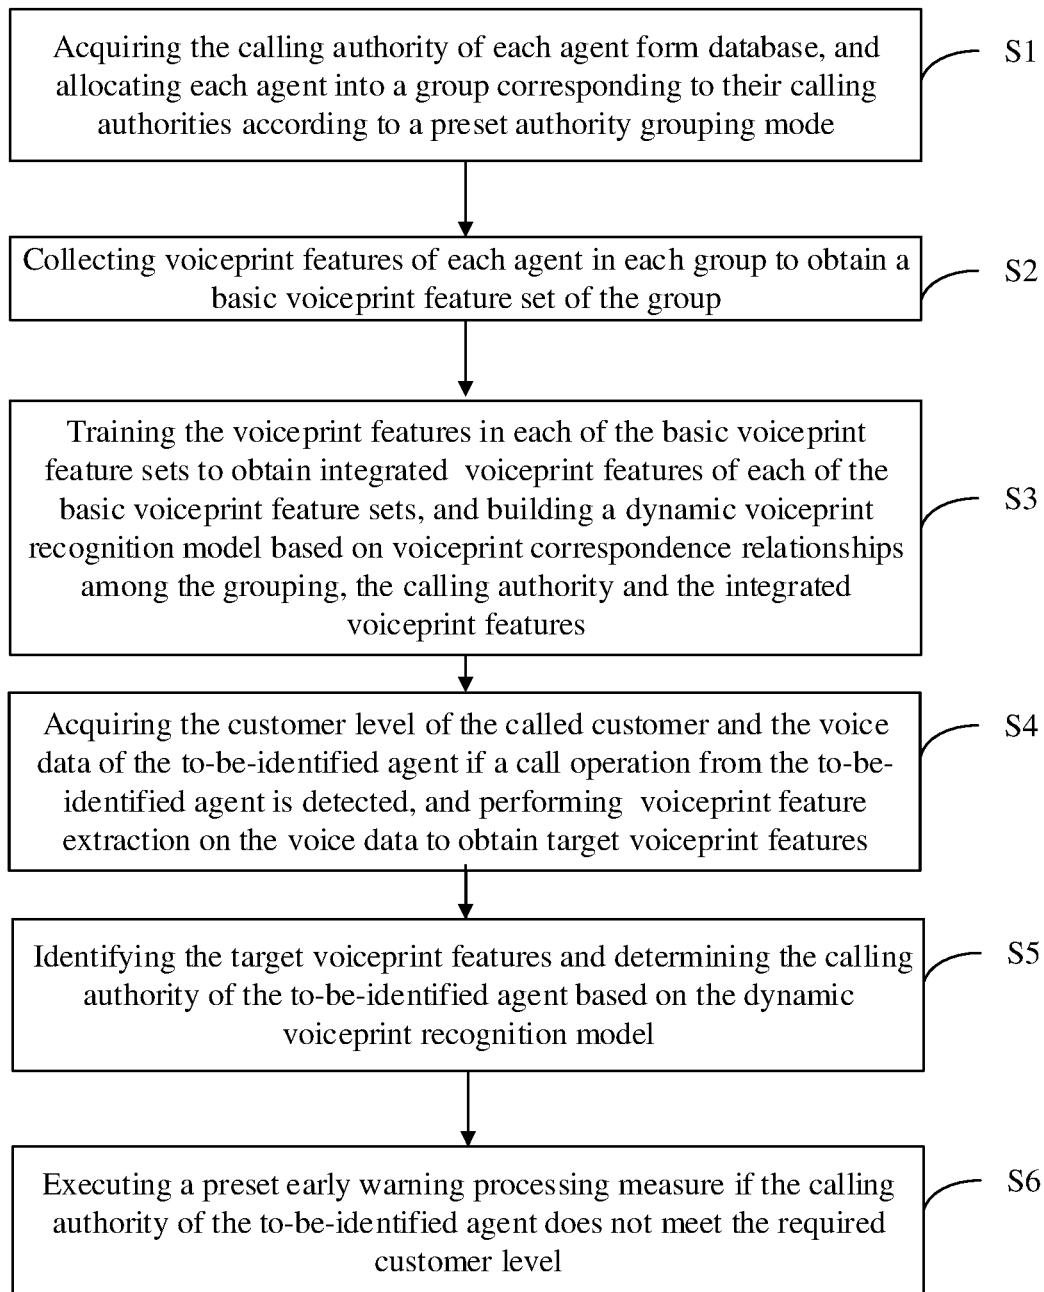 Acquiring the calling authority of each agent form database, and
allocating each agent into a group corresponding to their calling
authorities according to a preset authority grouping mode
S1
Collecting voiceprint features of each agent in each group to obtain a
basic voiceprint feature set of the group
S2
Training the voiceprint features in each of the basic voiceprint
feature sets to obtain integrated voiceprint features of each of the
basic voiceprint feature sets, and building a dynamic voiceprint
recognition model based on voiceprint correspondence relationships
among the grouping, the calling authority and the integrated
voiceprint features
S3
Acquiring the customer level of the called customer and the voice
data of the to-be-identified agent if a call operation from the to-be-
identified agent is detected, and performing voiceprint feature
extraction on the voice data to obtain target voiceprint features
S4
Identifying the target voiceprint features and determining the calling
authority of the to-be-identified agent based on the dynamic
voiceprint recognition model
S5
Executing a preset early warning processing measure if the calling
authority of the to-be-identified agent does not meet the required
customer level
S6